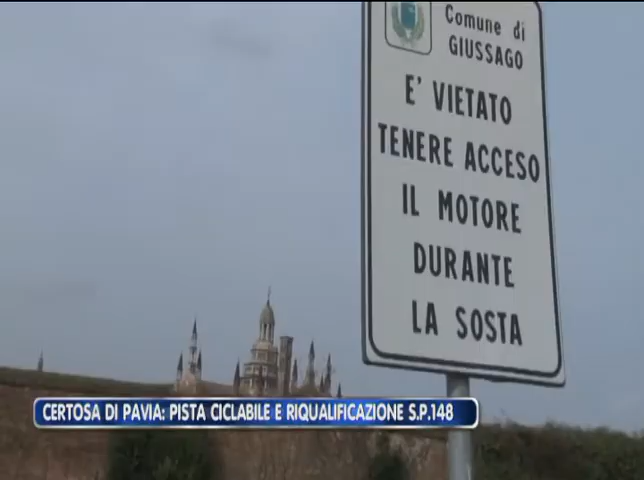 Comune di
GIUSSAGO
E' VIETATO
TENERE ACCESO
IL MOTORE
DURANTE
LA SOSTA
CERTOSA DI PAVIA: PISTA CICLABILE E RIQUALIFICAZIONE S.P.148